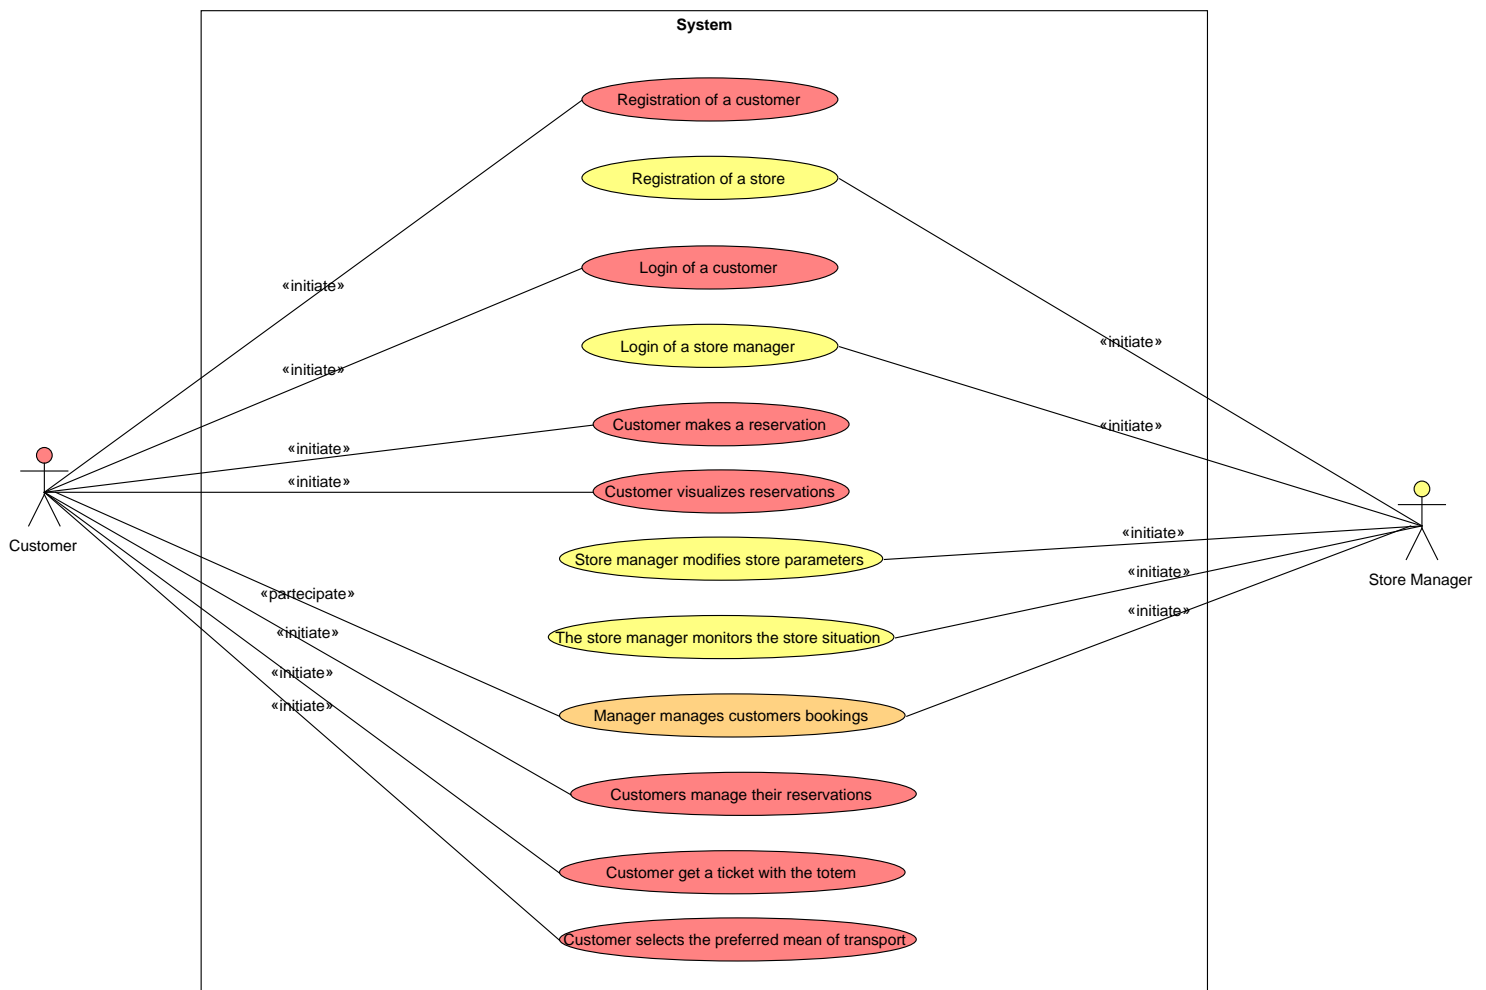 System
Registration of a customer
Registration of a store
Login of a customer
«initiate»
Login of a store manager
«initiate»
«initiate»
Customer makes a reservation
«initiate»
«initiate»
Customer visualizes reservations
«initiate»
Customer
Store manager modifies store parameters
«initiate»
«initiate»
Store Manager
«partecipate»
«initiate»
The store manager monitors the store situation
«initiate»
«initiate»
«initiate»
Manager manages customers bookings
Customers manage their reservations
Customer get a ticket with the totem
Customer selects the preferred mean of transport